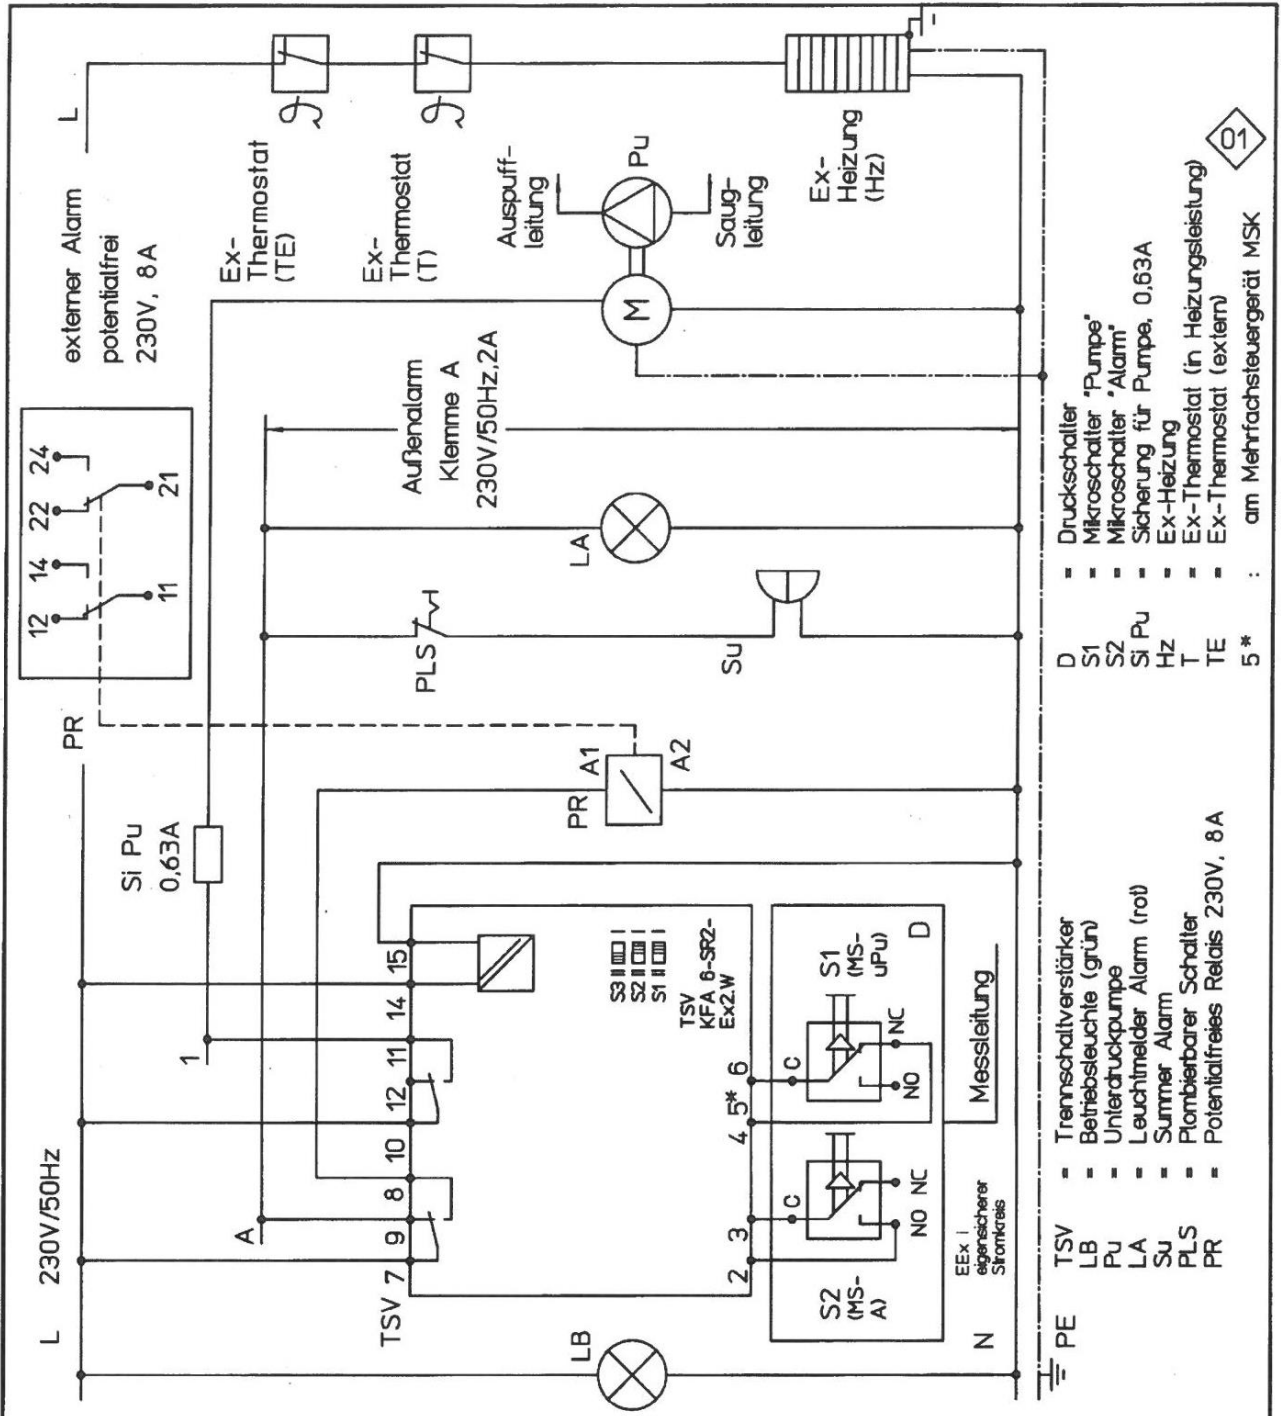 L
230V/50Hz
PR
externer Alarm
potentialfrei
230V, 8A
L
12
14
22
24
11
21
Si Pu
0,63A
Ex-
Thermostat
(TE)
Ex-
Thermostat
(T)
A
1
TSV
7
9
8
10
12
11
14
15
S3 II I
S2 II I
S1 II I
TSV
KFA 6-SR2-
Ex2.W
2
3
4
5*
6
PR
A1
A2
PLS
Su
LA
Außenalarm
Klemme A
230V/50Hz,2A
M
Pu
Auspuff-
leitung
Saug-
leitung
Ex-
Heizung
(Hz)
LB
S2
(MS-
A)
C
NO
NC
C
NO
NC
S1
(MS-
uPu)
D
EEx i
eigensicherer
Stromkreis
Messleitung
N
PE
TSV = Trennschaltverstärker
LB = Betriebsleuchte (grün)
Pu = Unterdruckpumpe
LA = Leuchtmelder Alarm (rot)
Su = Summer Alarm
PLS = Plombierbarer Schalter
PR = Potentialfreies Relais 230V, 8A
D = Druckschalter
S1 = Mikroschalter "Pumpe"
S2 = Mikroschalter "Alarm"
Si Pu = Sicherung für Pumpe, 0,63A
Hz = Ex-Heizung
T = Ex-Thermostat (in Heizungsleistung)
TE = Ex-Thermostat (extern)
5* : am Mehrfachsteuergerät MSK
01